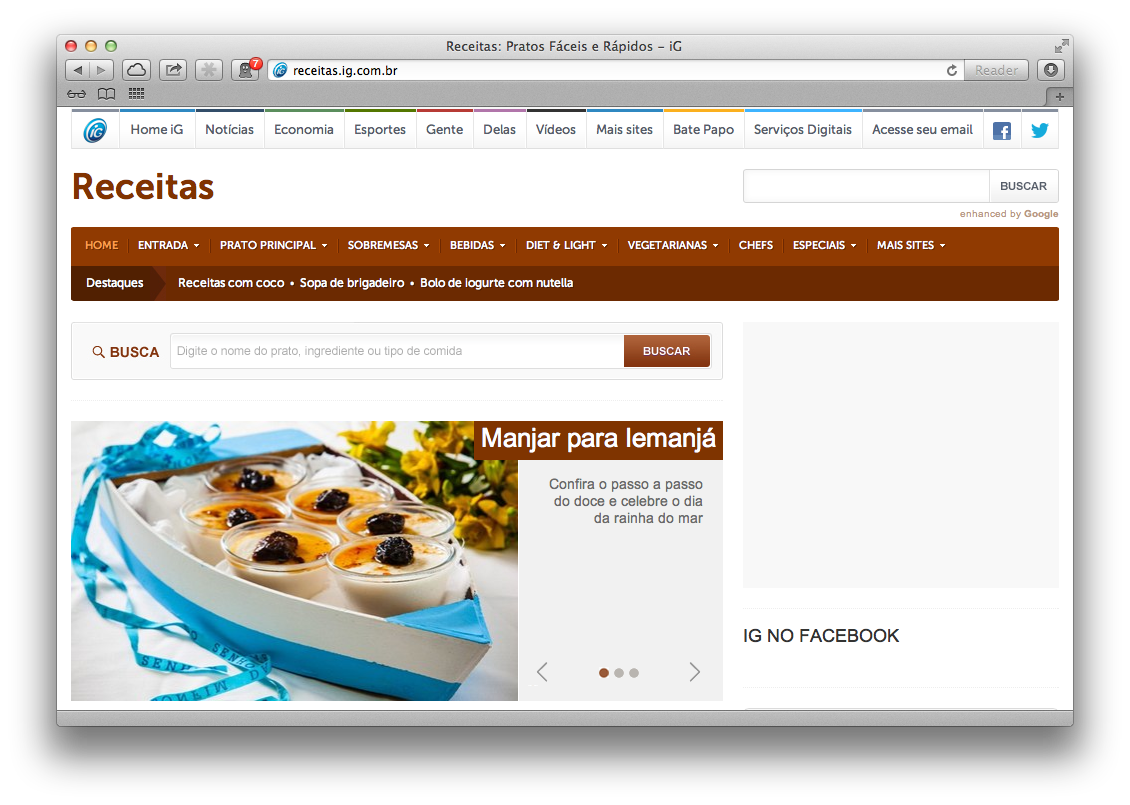 Receitas: Pratos Fáceis e Rápidos – iG
7
receitas.ig.com.br
Reader
iG
Home iG Notícias Economia Esportes Gente Delas Vídeos Mais sites Bate Papo Serviços Digitais Acesse seu email
Receitas
BUSCAR
enhanced by Google
HOME ENTRADA PRATO PRINCIPAL SOBREMESAS BEBIDAS DIET & LIGHT VEGETARIANAS CHEFS ESPECIAIS MAIS SITES
Destaques Receitas com coco • Sopa de brigadeiro • Bolo de iogurte com nutella
BUSCA Digite o nome do prato, ingrediente ou tipo de comida BUSCAR
Manjar para Iemanjá
Confira o passo a passo
do doce e celebre o dia
da rainha do mar
IG NO FACEBOOK